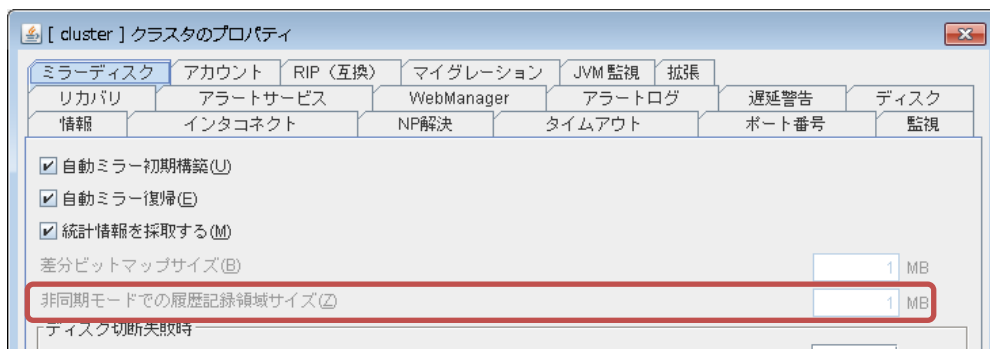 [ cluster ] クラスタのプロパティ
ミラーディスク アカウント RIP（互換） マイグレーション JVM監視 拡張
リカバリ アラートサービス WebManager アラートログ 遅延警告 ディスク
情報 インタコネクト NP解決 タイムアウト ポート番号 監視
自動ミラー初期構築(U)
自動ミラー復帰(E)
統計情報を採取する(M)
差分ビットマップサイズ(B) 1 MB
非同期モードでの履歴記録領域サイズ(Z) 1 MB
ディスク切断失敗時